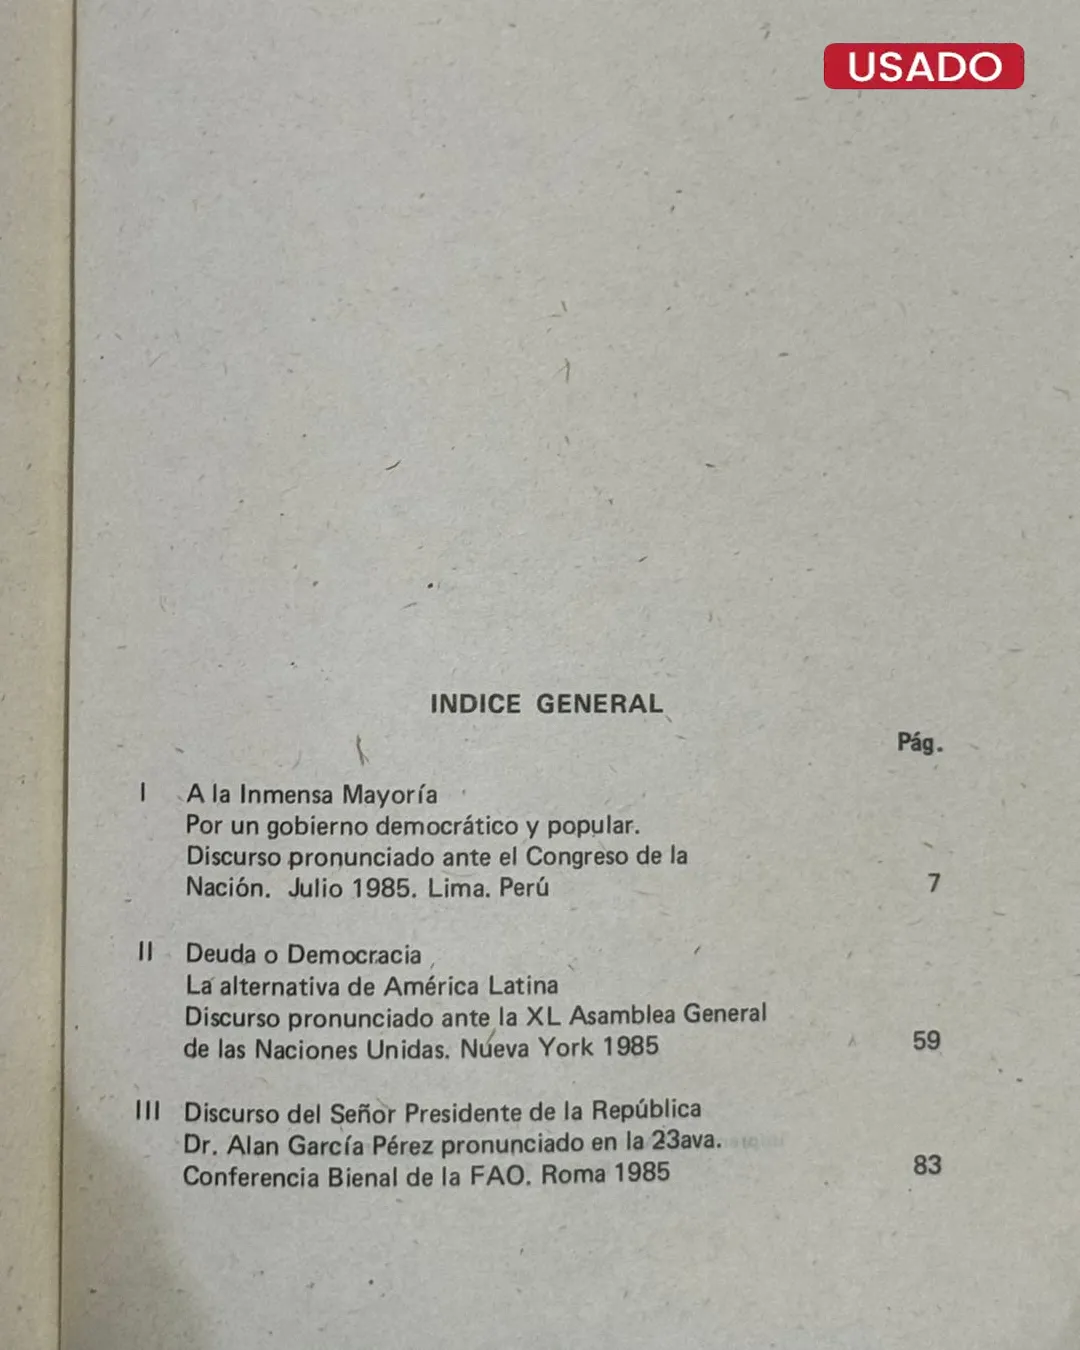 USADO
INDICE GENERAL
Pág.
I A la Inmensa Mayoría
Por un gobierno democrático y popular.
Discurso pronunciado ante el Congreso de la
Nación. Julio 1985. Lima. Perú 7
II Deuda o Democracia
La alternativa de América Latina
Discurso pronunciado ante la XL Asamblea General
de las Naciones Unidas. Nueva York 1985 59
III Discurso del Señor Presidente de la República
Dr. Alan García Pérez pronunciado en la 23ava.
Conferencia Bienal de la FAO. Roma 1985 83